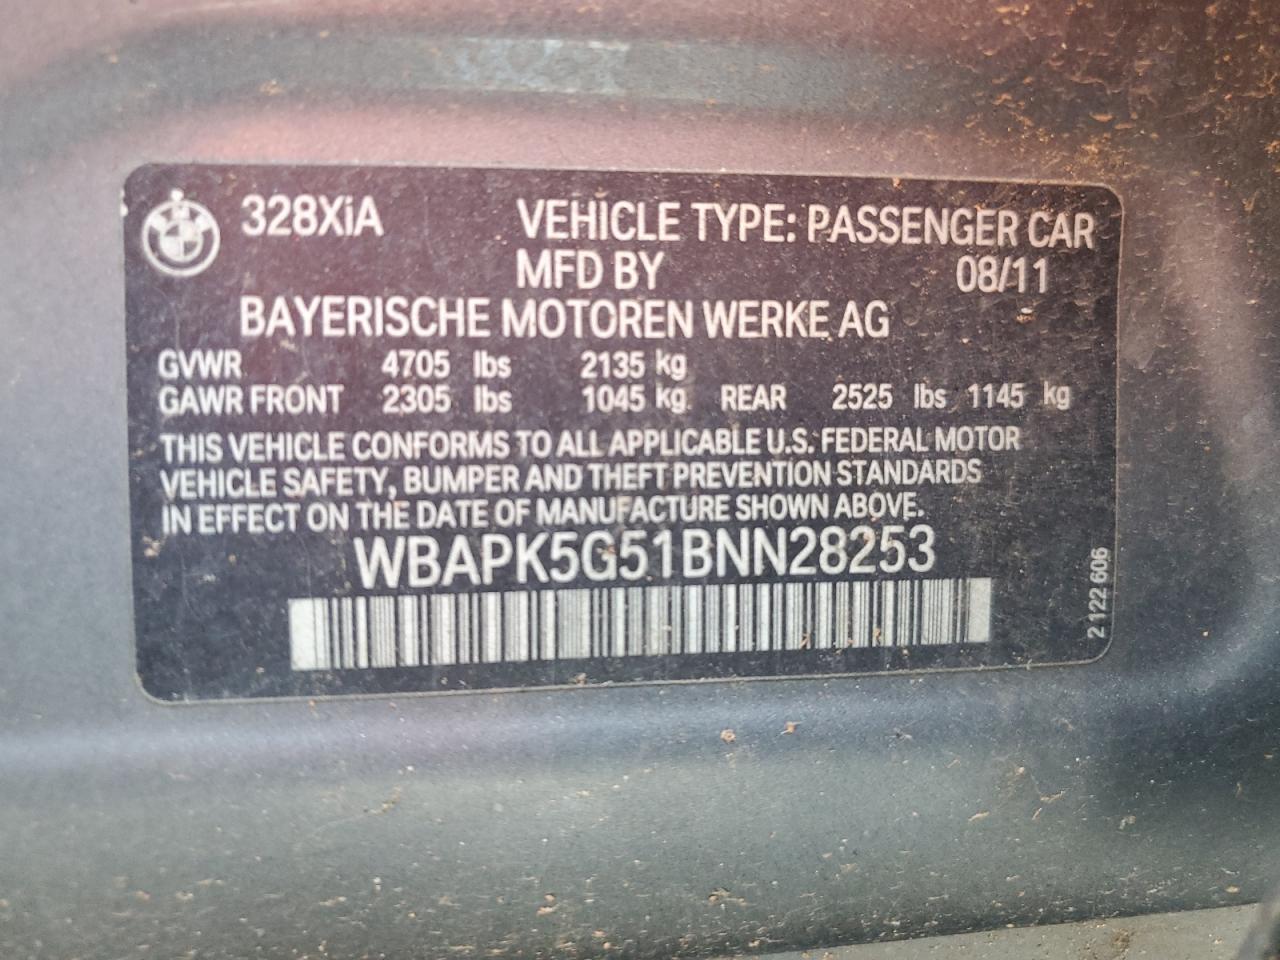 328XiA VEHICLE TYPE: PASSENGER CAR
MFD BY 08/11
BAYERISCHE MOTOREN WERKE AG
GVWR 4705 lbs 2135 kg
GAWR FRONT 2305 lbs 1045 kg REAR 2525 lbs 1145 kg
THIS VEHICLE CONFORMS TO ALL APPLICABLE U.S. FEDERAL MOTOR
VEHICLE SAFETY, BUMPER AND THEFT PREVENTION STANDARDS
IN EFFECT ON THE DATE OF MANUFACTURE SHOWN ABOVE.
WBAPK5G51BNN28253
2 122 606